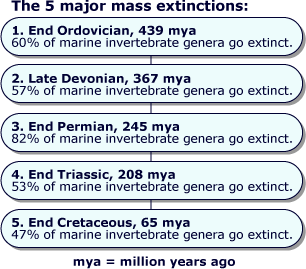 The 5 major mass extinctions:
1. End Ordovician, 439 mya
60% of marine invertebrate genera go extinct.
2. Late Devonian, 367 mya
57% of marine invertebrate genera go extinct.
3. End Permian, 245 mya
82% of marine invertebrate genera go extinct.
4. End Triassic, 208 mya
53% of marine invertebrate genera go extinct.
5. End Cretaceous, 65 mya
47% of marine invertebrate genera go extinct.
mya = million years ago